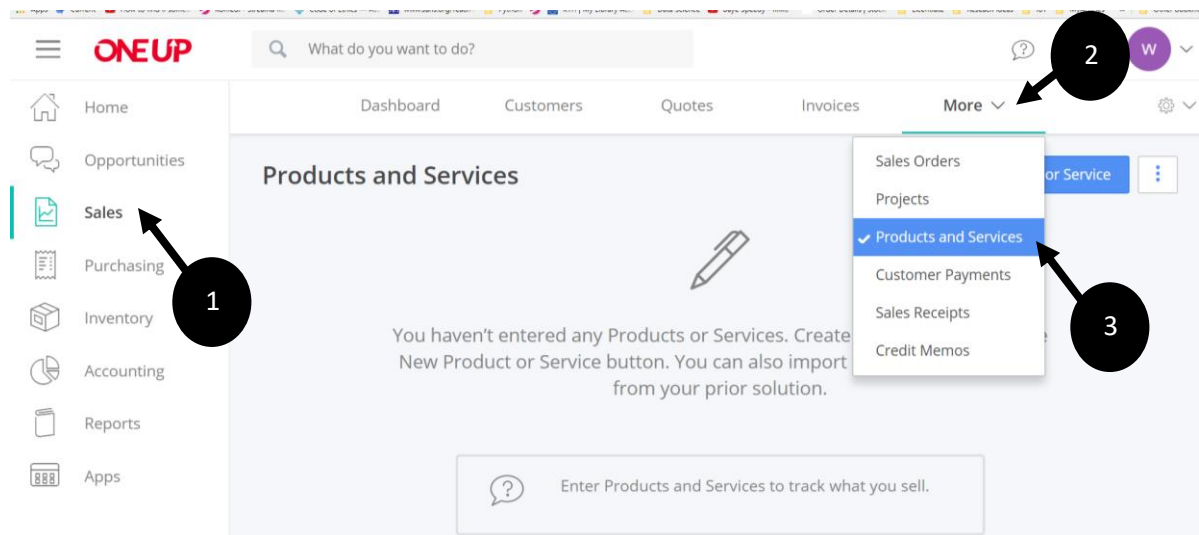 ONEUP
What do you want to do?
W
2
Home
Dashboard Customers Quotes Invoices More
Opportunities
Products and Services
or Service
Sales
Purchasing
Inventory
Accounting
Reports
Apps
1
Sales Orders
Projects
Products and Services
Customer Payments
Sales Receipts
Credit Memos
3
You haven't entered any Products or Services. Create
New Product or Service button. You can also import
from your prior solution.
Enter Products and Services to track what you sell.